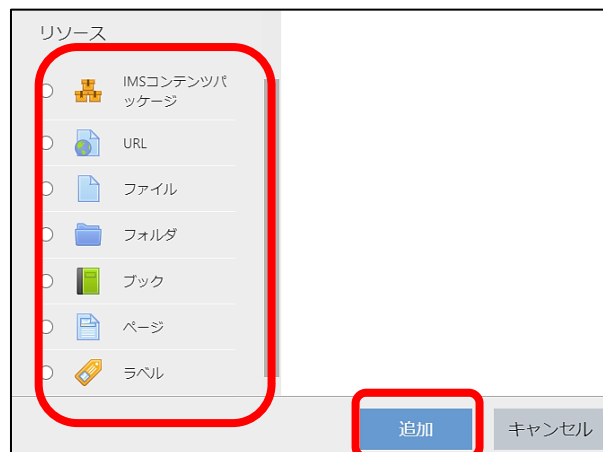 リソース
IMSコンテンツパ
ッケージ
URL
ファイル
フォルダ
ブック
ページ
ラベル
追加
キャンセル